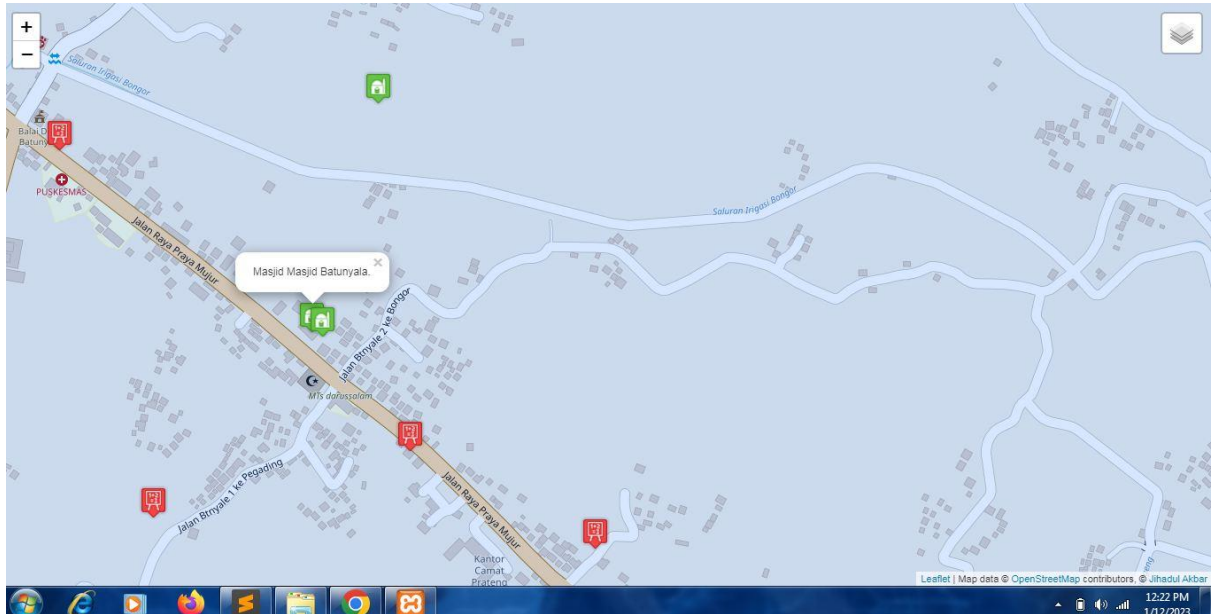 +
−
Saluran Irigasi Bongor
Balai D
Batuny
PUSKESMAS
Jalan Raya Praya Mujur
Saluran Irigasi Bongor
Masjid Masjid Batunyala.
×
Jalan Btnyale 2 ke Bongor
MTs darussalam
Jalan Btnyale 1 ke Pegading
Jalan Raya Praya Mujur
Kantor
Camat
Prateng
Leaflet | Map data © OpenStreetMap contributors, © Jihadul Akbar
12:22 PM
1/12/2023